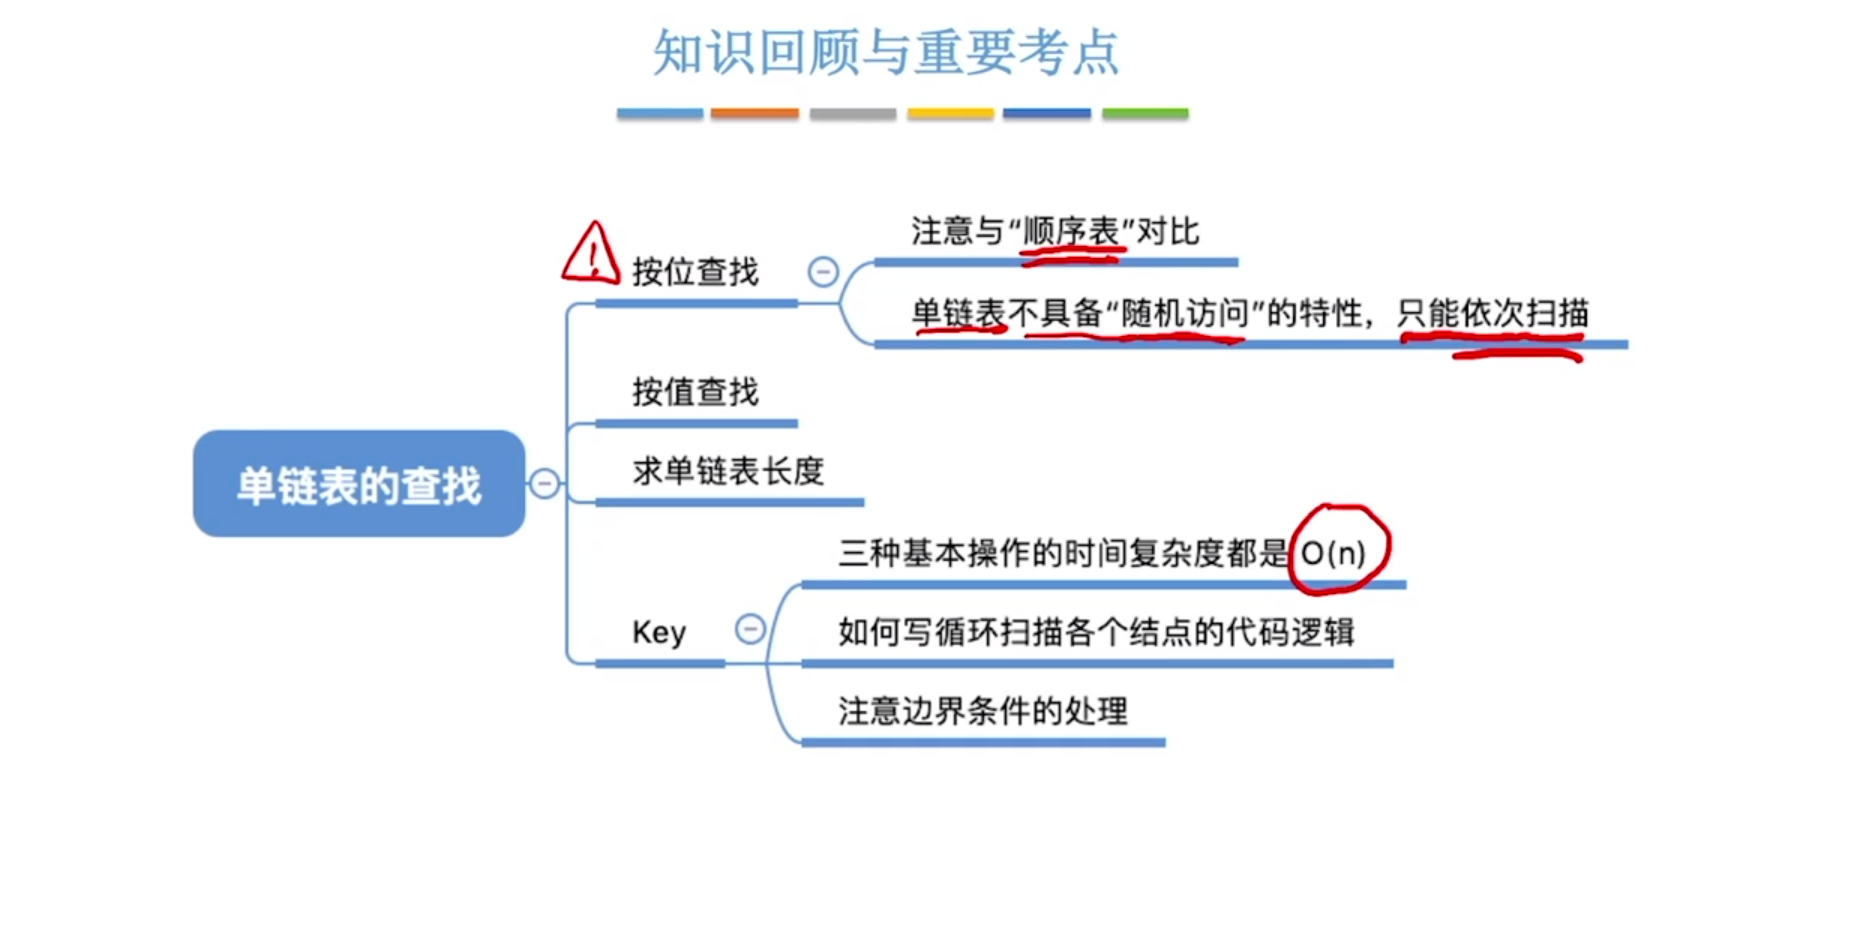 知识回顾与重要考点
注意与“顺序表”对比
按位查找
单链表不具备“随机访问”的特性，只能依次扫描
按值查找
求单链表长度
单链表的查找
三种基本操作的时间复杂度都是 O(n)
Key
如何写循环扫描各个结点的代码逻辑
注意边界条件的处理